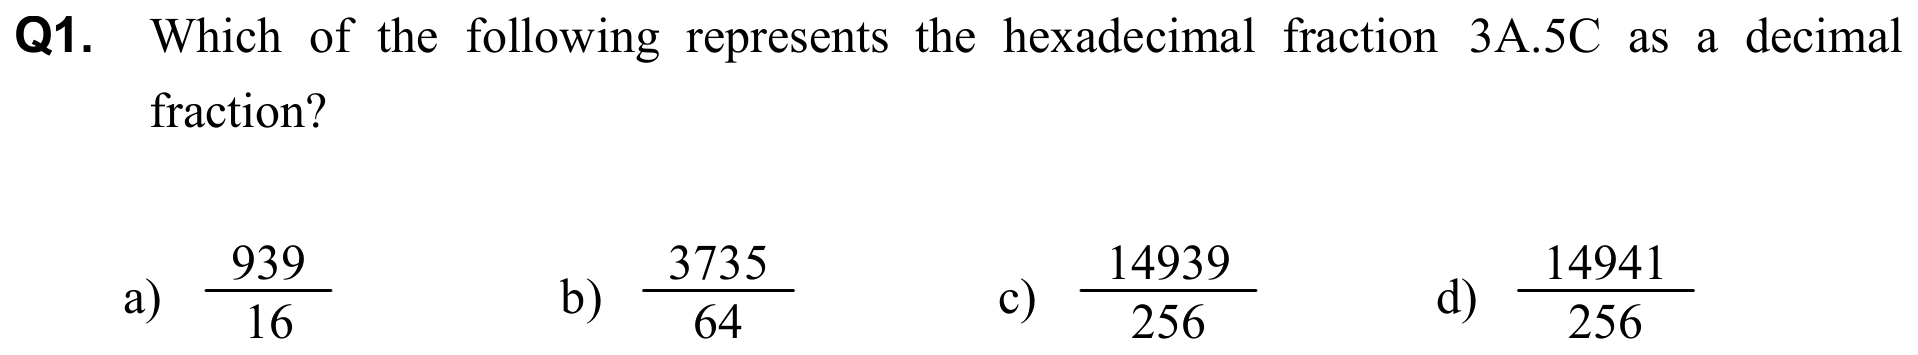 Q1. Which of the following represents the hexadecimal fraction 3A.5C as a decimal
fraction?
a) 939/16 b) 3735/64 c) 14939/256 d) 14941/256